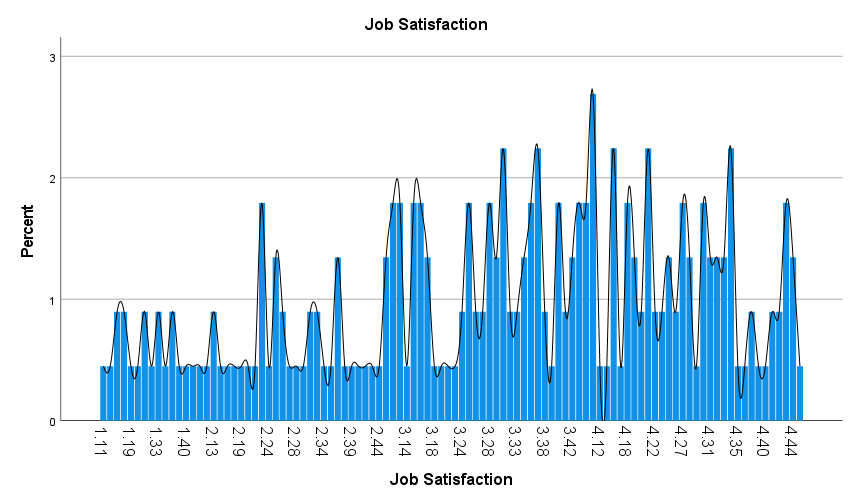 Job Satisfaction
Percent
3
2
1
0
1.11 1.19 1.33 1.40 2.13 2.19 2.24 2.28 2.34 2.39 2.44 3.14 3.18 3.24 3.28 3.33 3.38 3.42 4.12 4.18 4.22 4.27 4.31 4.35 4.40 4.44
Job Satisfaction